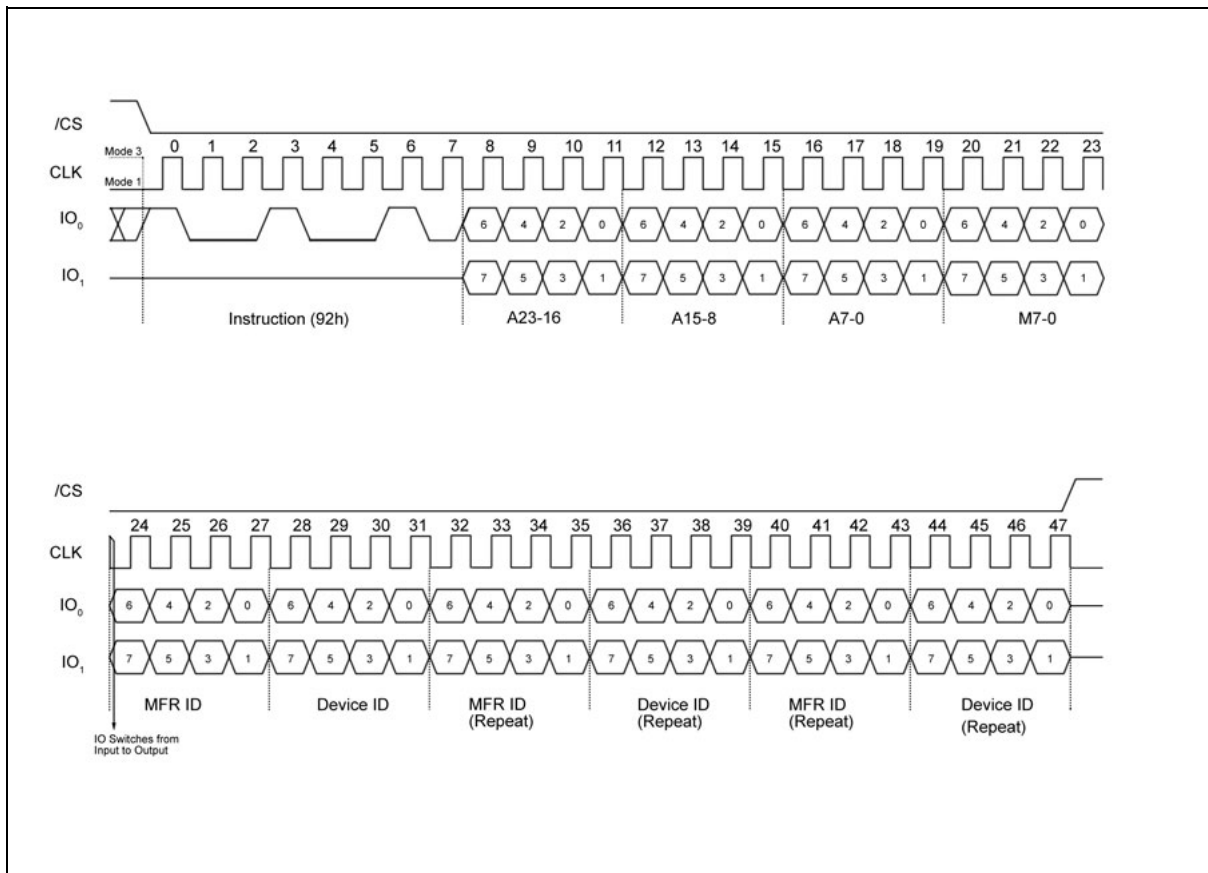 /CS
0 1 2 3 4 5 6 7 8 9 10 11 12 13 14 15 16 17 18 19 20 21 22 23
Mode 3
CLK
Mode 1
IO0 6 4 2 0 6 4 2 0 6 4 2 0 6 4 2 0
IO1 7 5 3 1 7 5 3 1 7 5 3 1 7 5 3 1
Instruction (92h) A23-16 A15-8 A7-0 M7-0
/CS
24 25 26 27 28 29 30 31 32 33 34 35 36 37 38 39 40 41 42 43 44 45 46 47
CLK
IO0 6 4 2 0 6 4 2 0 6 4 2 0 6 4 2 0 6 4 2 0 6 4 2 0
IO1 7 5 3 1 7 5 3 1 7 5 3 1 7 5 3 1 7 5 3 1 7 5 3 1
MFR ID Device ID MFR ID Device ID MFR ID Device ID
(Repeat) (Repeat) (Repeat) (Repeat)
IO Switches from
Input to Output